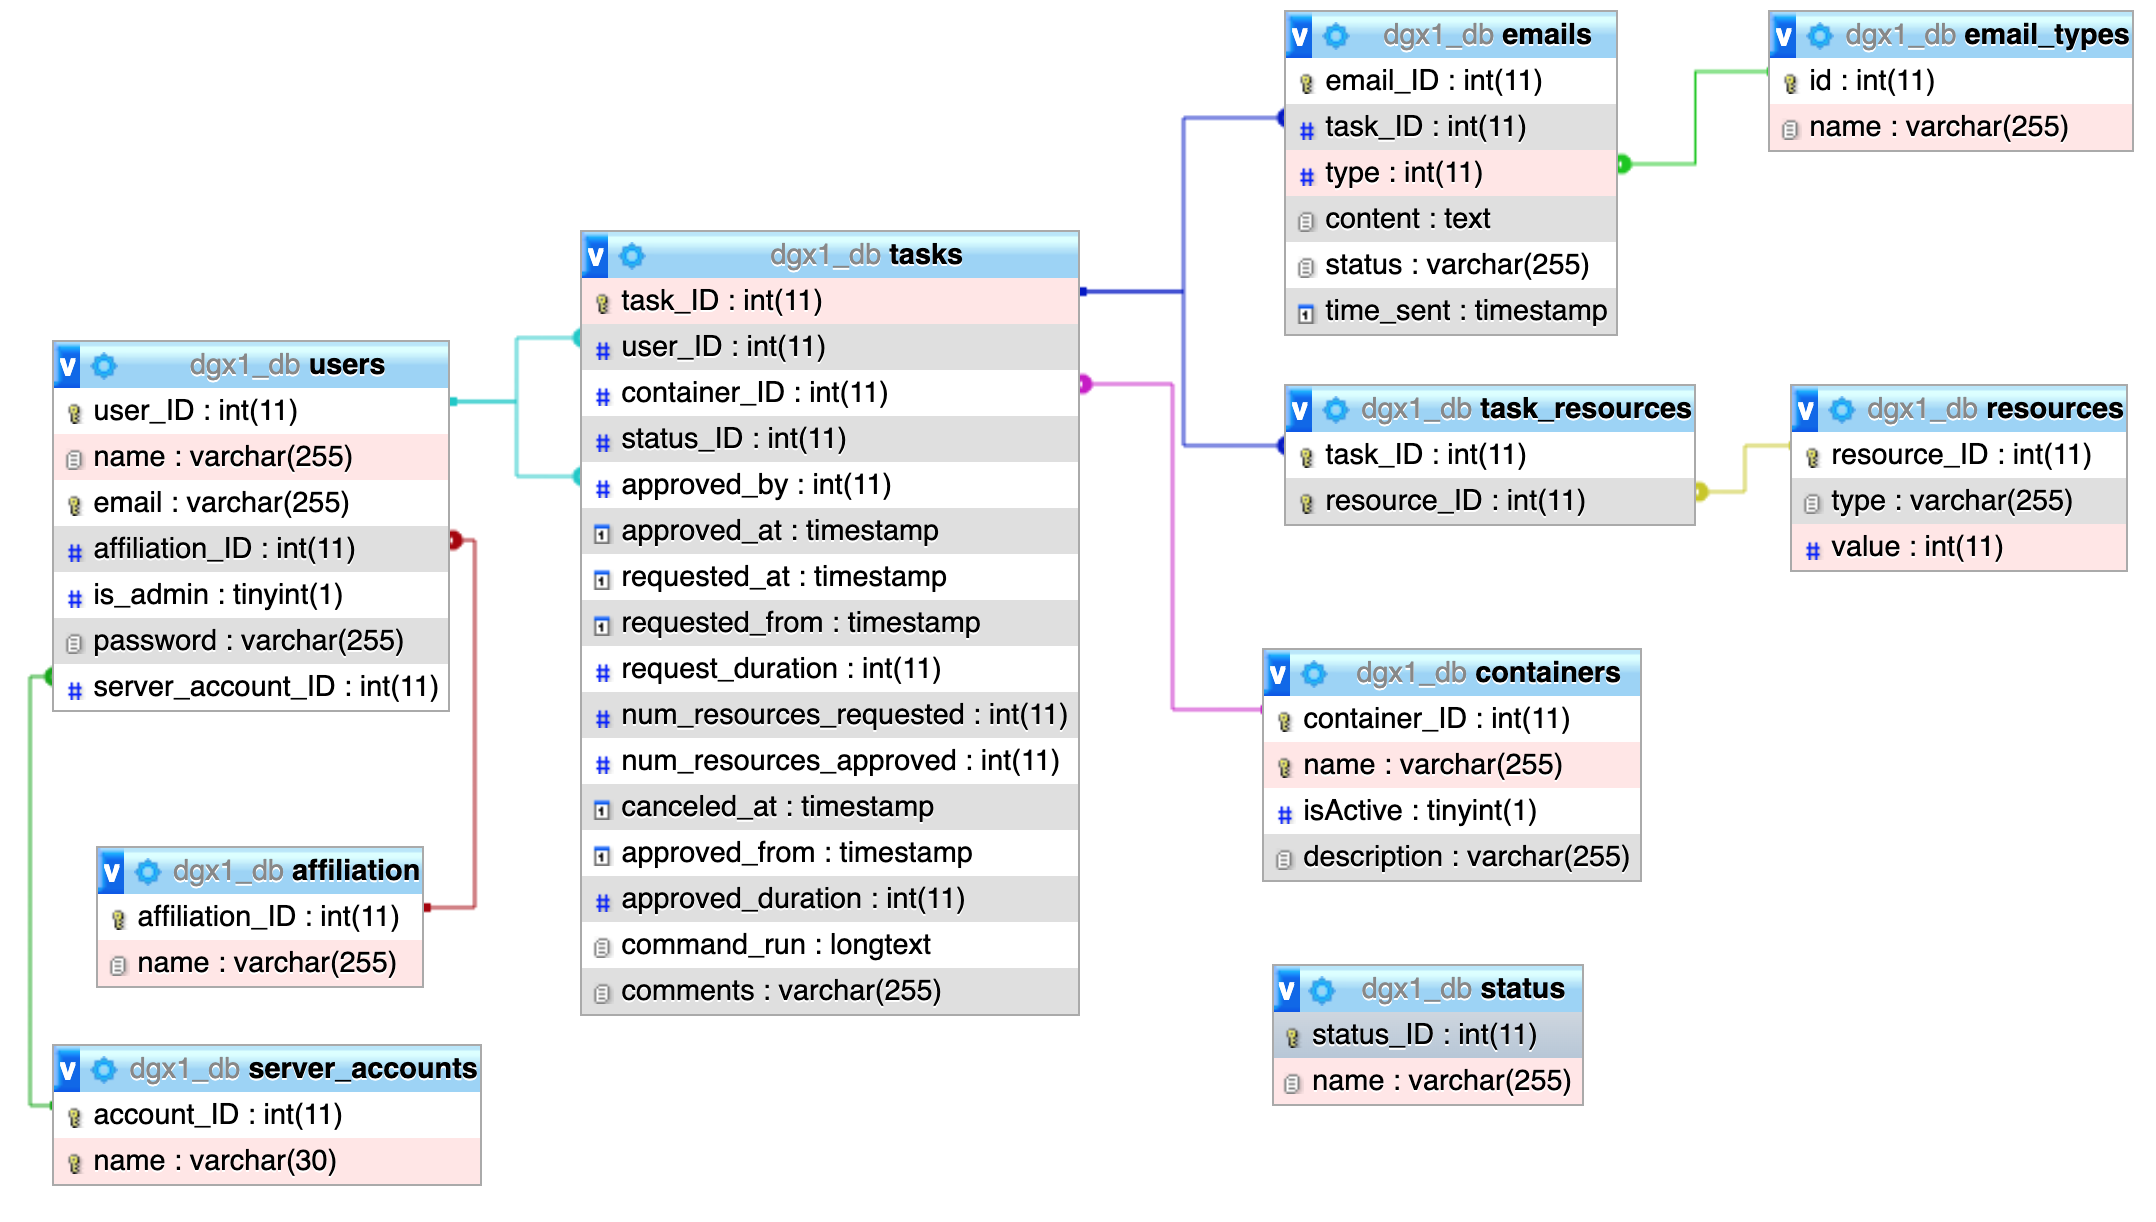 v dgx1_db users
user_ID : int(11)
name : varchar(255)
email : varchar(255)
affiliation_ID : int(11)
is_admin : tinyint(1)
password : varchar(255)
server_account_ID : int(11)
v dgx1_db affiliation
affiliation_ID : int(11)
name : varchar(255)
v dgx1_db server_accounts
account_ID : int(11)
name : varchar(30)
v dgx1_db tasks
task_ID : int(11)
user_ID : int(11)
container_ID : int(11)
status_ID : int(11)
approved_by : int(11)
approved_at : timestamp
requested_at : timestamp
requested_from : timestamp
request_duration : int(11)
num_resources_requested : int(11)
num_resources_approved : int(11)
canceled_at : timestamp
approved_from : timestamp
approved_duration : int(11)
command_run : longtext
comments : varchar(255)
v dgx1_db emails
email_ID : int(11)
task_ID : int(11)
type : int(11)
content : text
status : varchar(255)
time_sent : timestamp
v dgx1_db email_types
id : int(11)
name : varchar(255)
v dgx1_db task_resources
task_ID : int(11)
resource_ID : int(11)
v dgx1_db resources
resource_ID : int(11)
type : varchar(255)
value : int(11)
v dgx1_db containers
container_ID : int(11)
name : varchar(255)
isActive : tinyint(1)
description : varchar(255)
v dgx1_db status
status_ID : int(11)
name : varchar(255)